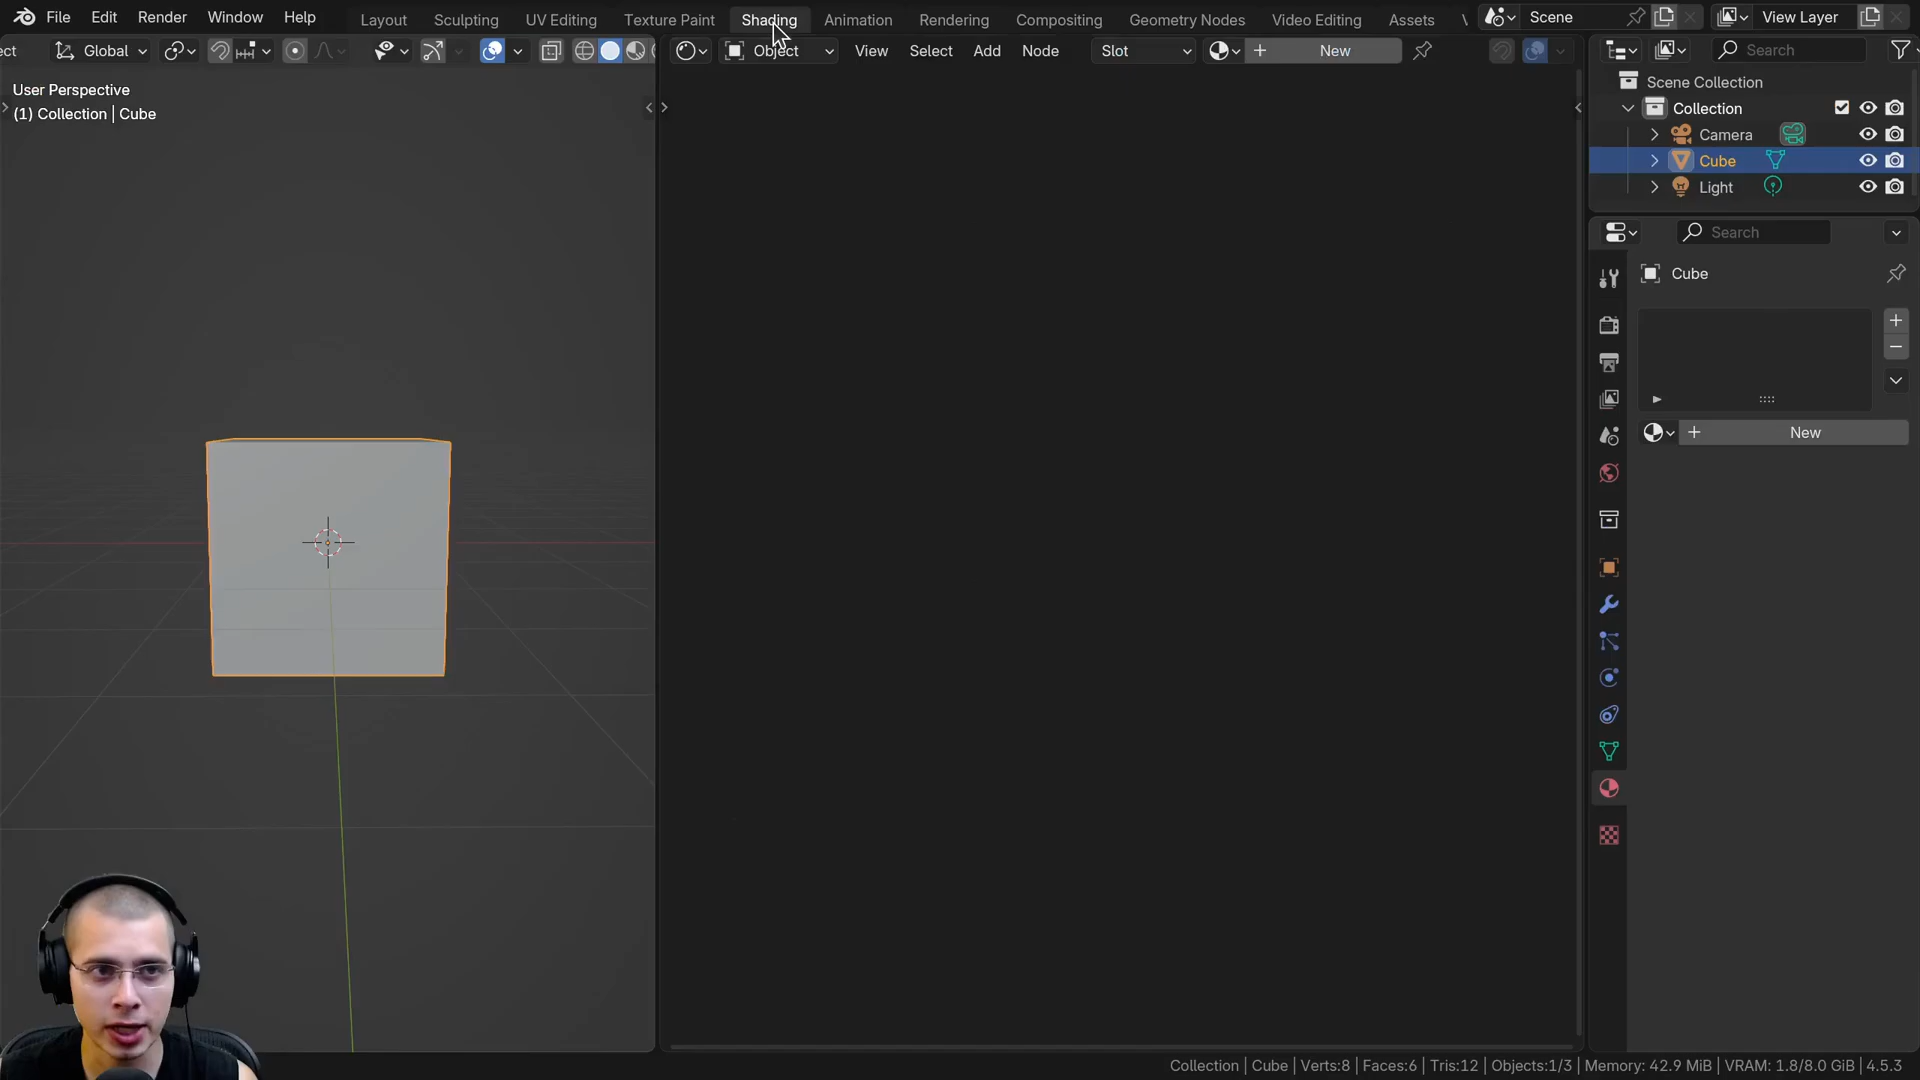 File Edit Render Window Help Layout Sculpting UV Editing Texture Paint Shading Animation Rendering Compositing Geometry Nodes Video Editing Assets Scene View Layer
ect Global Object View Select Add Node Slot New Search
User Perspective
(1) Collection | Cube
Scene Collection
Collection
Camera
Cube
Light
Search
Cube
New
Collection | Cube | Verts:8 | Faces:6 | Tris:12 | Objects:1/3 | Memory: 42.9 MiB | VRAM: 1.8/8.0 GiB | 4.5.3